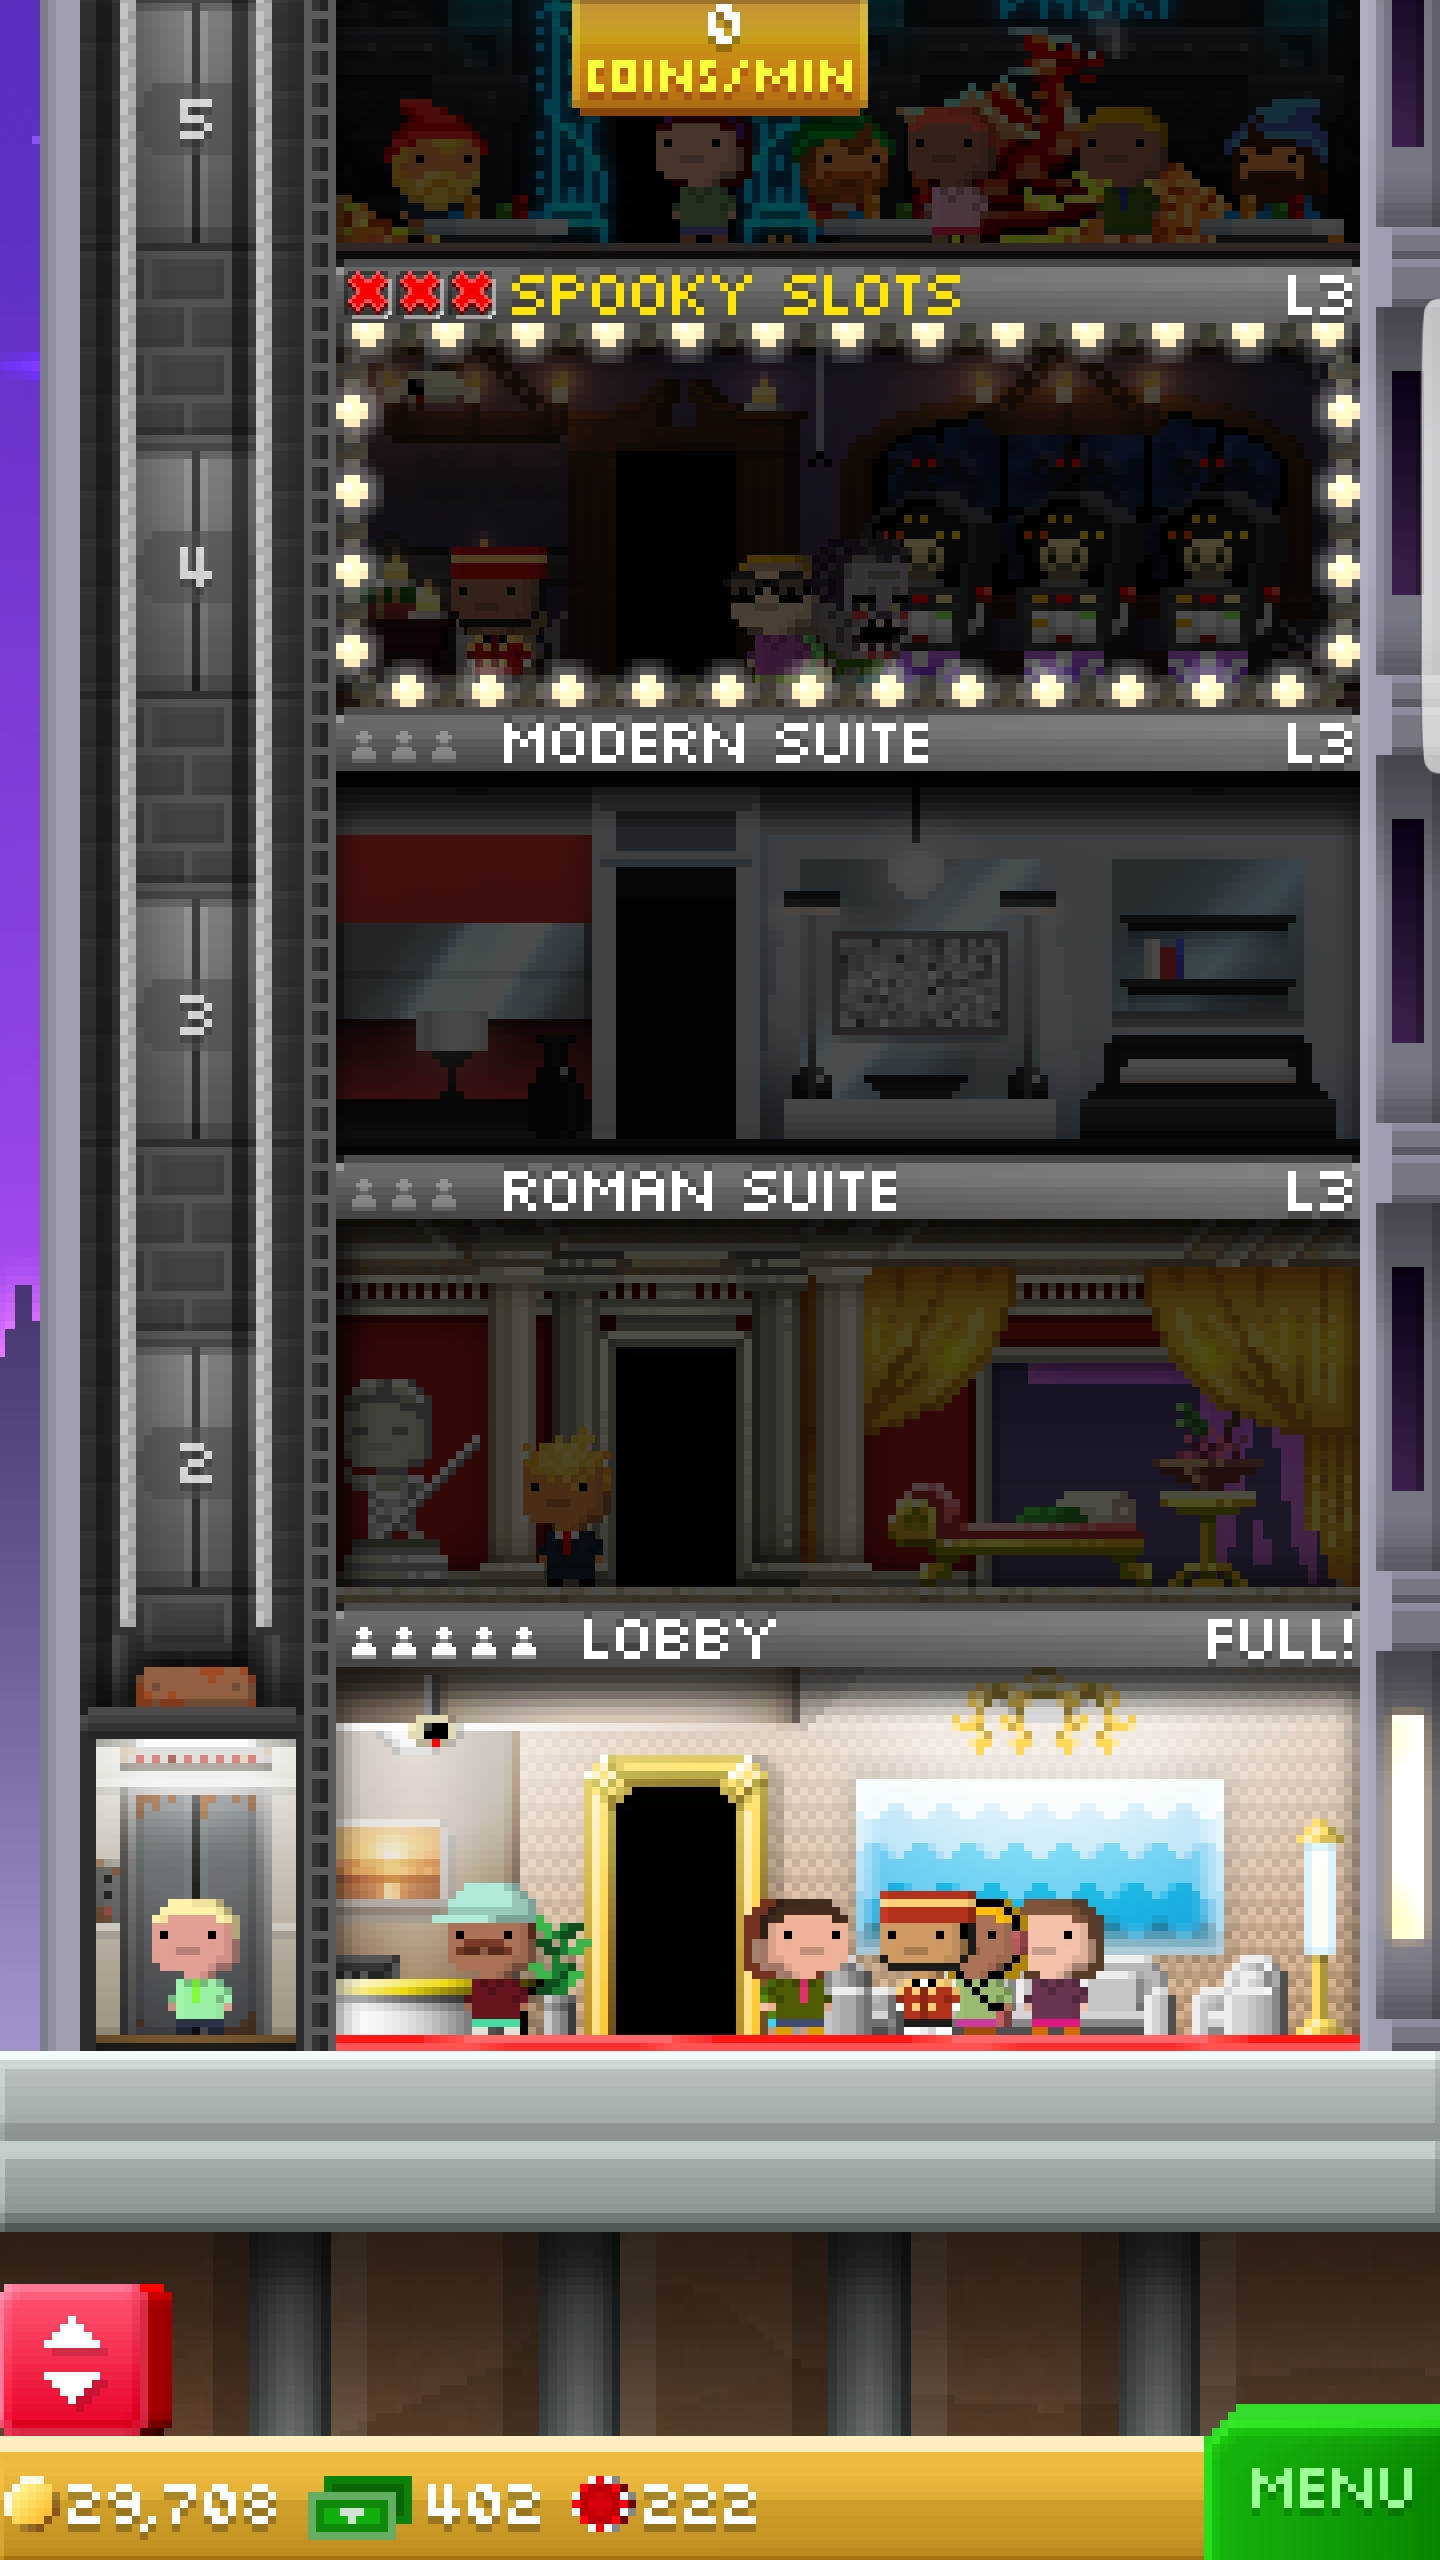 0
COINS/MIN
5
SPOOKY SLOTS L3
4
MODERN SUITE L3
3
ROMAN SUITE L3
2
LOBBY FULL!
29,708 402 222
MENU